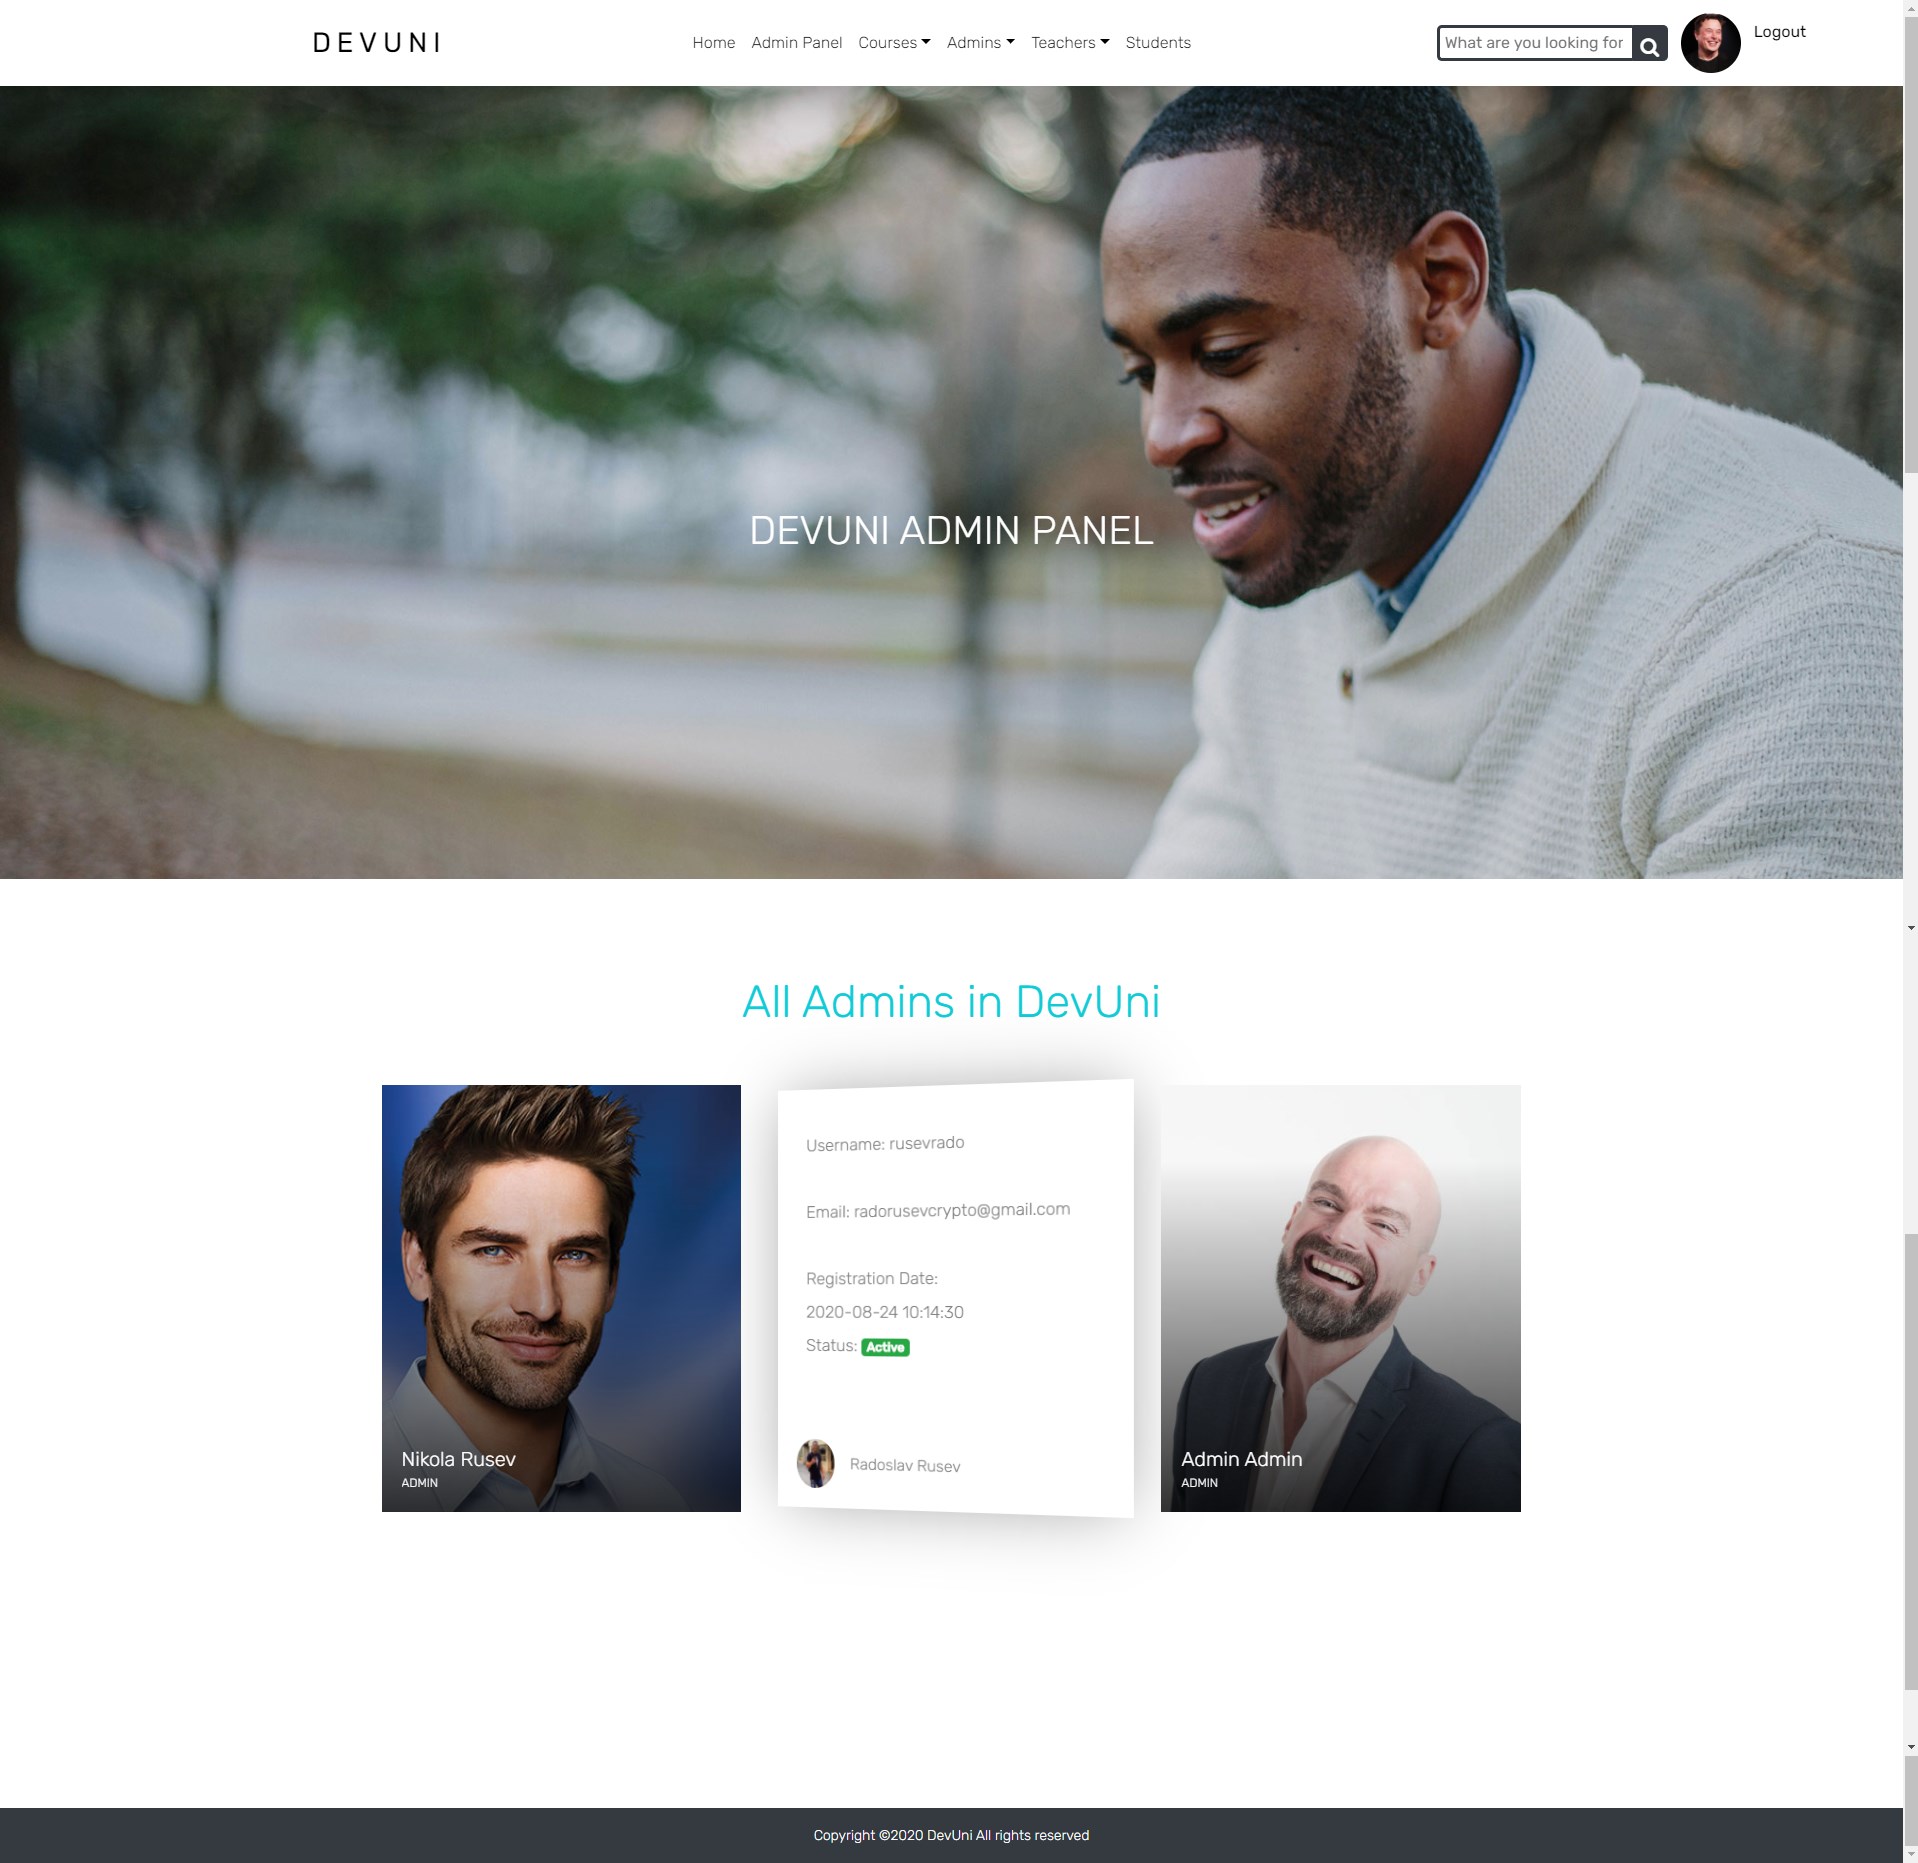 DEVUNI
Home Admin Panel Courses Admins Teachers Students
What are you looking for
Logout
DEVUNI ADMIN PANEL
All Admins in DevUni
Nikola Rusev
ADMIN
Username: rusevrado
Email: radorusevcrypto@gmail.com
Registration Date:
2020-08-24 10:14:30
Status: Active
Radoslav Rusev
Admin Admin
ADMIN
Copyright ©2020 DevUni All rights reserved